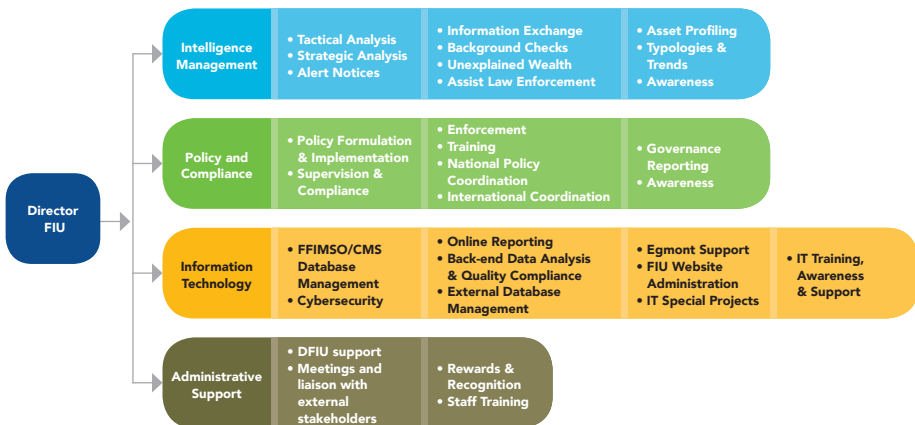 Director
FIU
Intelligence
Management
• Tactical Analysis
• Strategic Analysis
• Alert Notices
• Information Exchange
• Background Checks
• Unexplained Wealth
• Assist Law Enforcement
• Asset Profiling
• Typologies &
Trends
• Awareness
Policy and
Compliance
• Policy Formulation
& Implementation
• Supervision &
Compliance
• Enforcement
• Training
• National Policy
Coordination
• International Coordination
• Governance
Reporting
• Awareness
Information
Technology
• FFIMSO/CMS
Database
Management
• Cybersecurity
• Online Reporting
• Back-end Data Analysis
& Quality Compliance
• External Database
Management
• Egmont Support
• FIU Website
Administration
• IT Special Projects
• IT Training,
Awareness
& Support
Administrative
Support
• DFIU support
• Meetings and
liaison with
external
stakeholders
• Rewards &
Recognition
• Staff Training